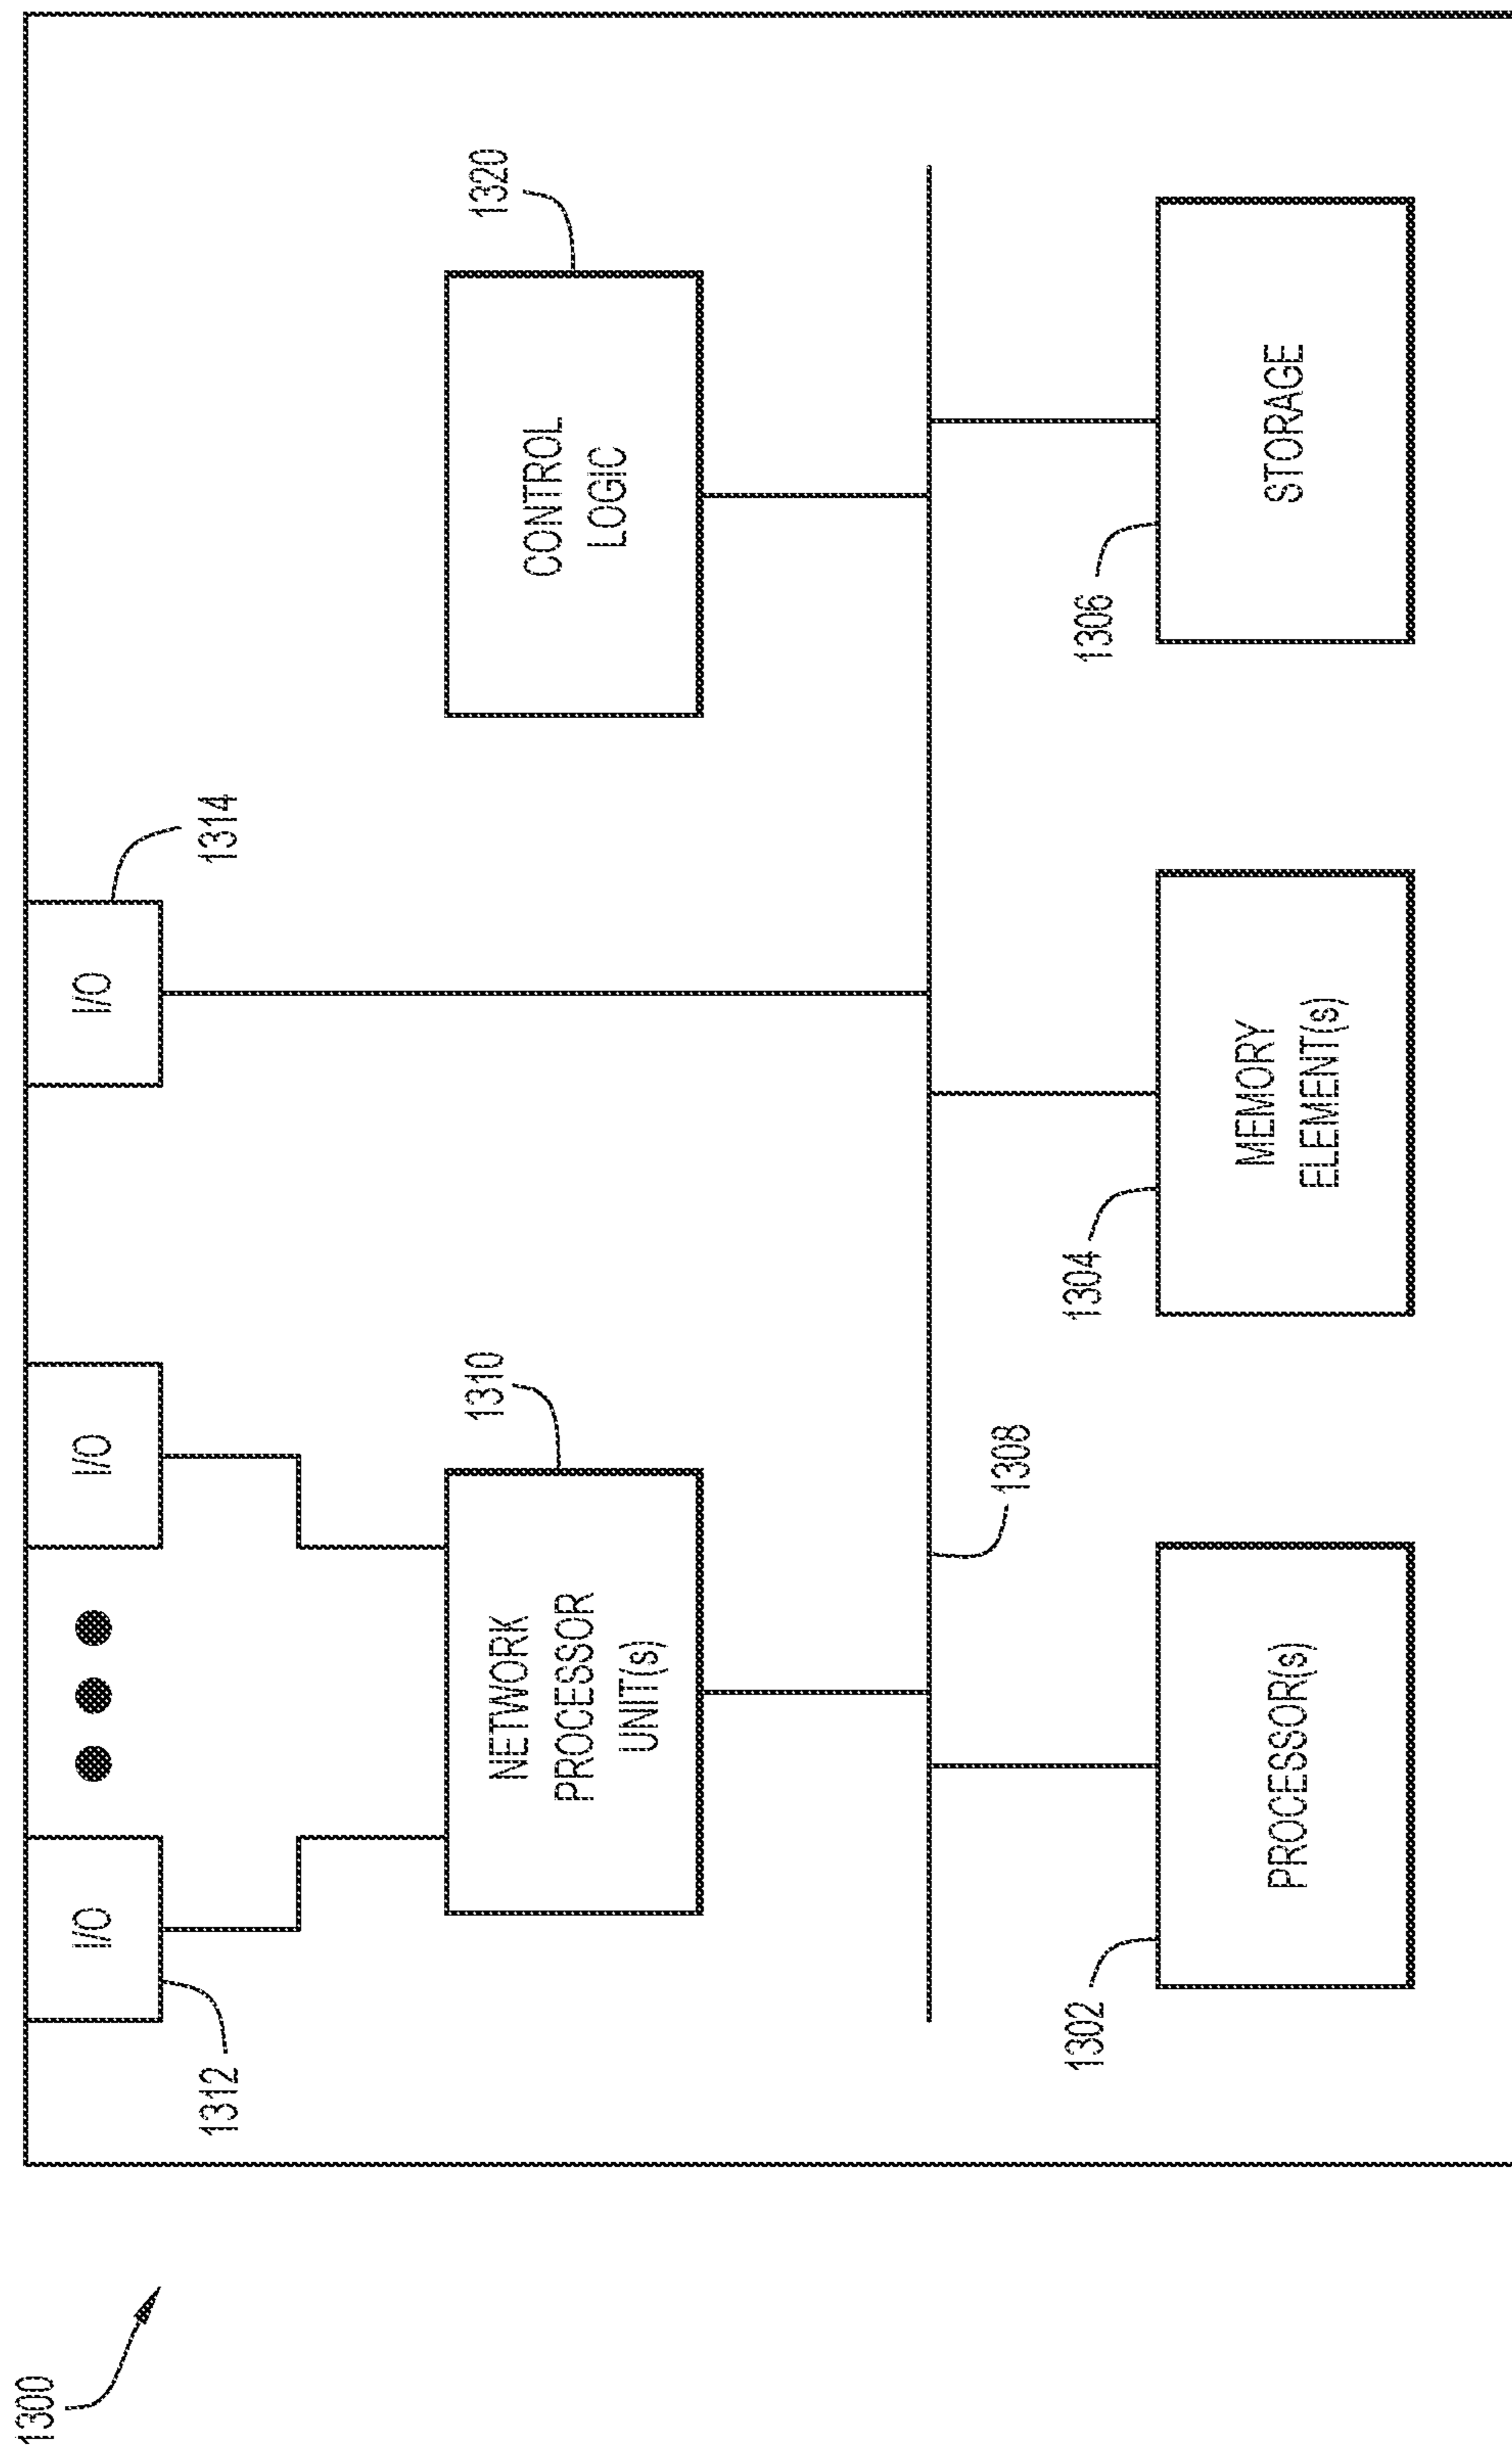 1300
I/O
I/O
I/O
1312
1314
NETWORK
PROCESSOR
UNIT(s)
1310
CONTROL
LOGIC
1320
1308
1302
PROCESSOR(s)
1304
MEMORY
ELEMENT(s)
1306
STORAGE